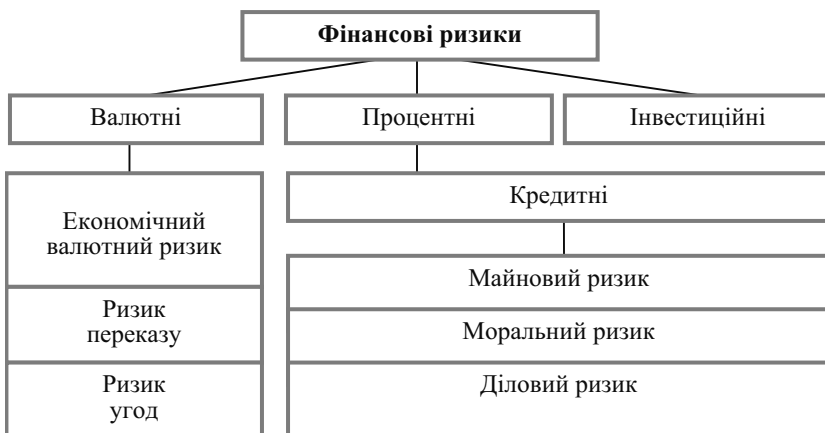 Фінансові ризики
Валютні
Процентні
Інвестиційні
Економічний
валютний ризик
Ризик
переказу
Ризик
угод
Кредитні
Майновий ризик
Моральний ризик
Діловий ризик